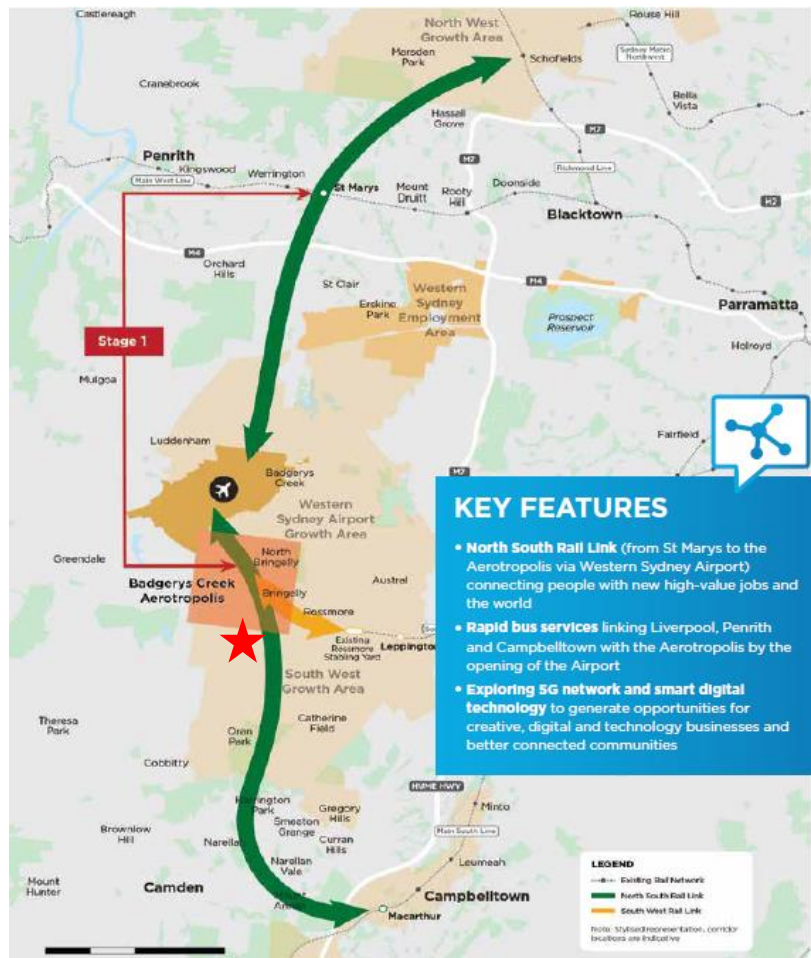 Castlereagh
North West
Growth Area
Rouse Hill
Marsden
Park
Schofields
Sydney Metro
Northwest
Cranebrook
Bella
Vista
Hassall
Grove
M7
Penrith
Kingswood
Werrington
Main West Line
St Marys
Mount
Druitt
Rooty
Hill
M7
Doonside
Richmond Line
Blacktown
M2
M4
Orchard
Hills
St Clair
Erskine
Park
Western
Sydney
Employment
Area
M4
Prospect
Reservoir
Parramatta
Holroyd
Stage 1
Mulgoa
Luddenham
Fairfield
Badgerys
Creek
M7
Western
Sydney Airport
Growth Area
Greendale
North
Bringelly
Badgerys Creek
Aerotropolis
Bringelly
Austral
Rossmore
Existing
Rossmore
Stabling Yard
Leppington
South West
Growth Area
Theresa
Park
Oran
Park
Catherine
Field
Cobbitty
KEY FEATURES
• North South Rail Link (from St Marys to the
Aerotropolis via Western Sydney Airport)
connecting people with new high-value jobs and
the world
• Rapid bus services linking Liverpool, Penrith
and Campbelltown with the Aerotropolis by the
opening of the Airport
• Exploring 5G network and smart digital
technology to generate opportunities for
creative, digital and technology businesses and
better connected communities
HUME HWY
Harrington
Park
Gregory
Hills
Smeaton
Grange
Minto
Main South Line
Brownlow
Hill
Narellan
Curran
Hills
Narellan
Vale
Leumeah
Mount
Hunter
Camden
Campbelltown
Macarthur
LEGEND
Existing Rail Network
North South Rail Link
South West Rail Link
Note: Stylised representation, corridor
locations are indicative